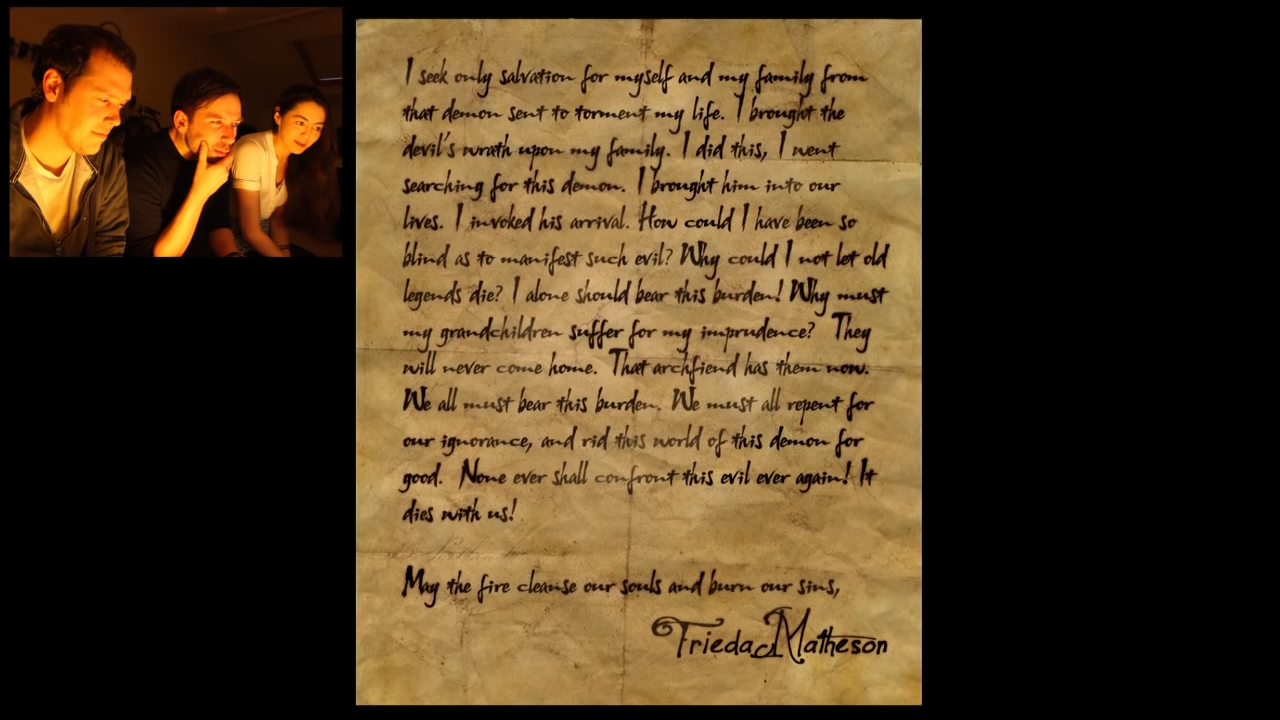 I seek only salvation for myself and my family from
that demon sent to torment my life. I brought the
devil's wrath upon my family. I did this, I went
searching for this demon. I brought him into our
lives. I invoked his arrival. How could I have been so
blind as to manifest such evil? Why could I not let old
legends die? I alone should bear this burden! Why must
my grandchildren suffer for my imprudence? They
will never come home. That archfiend has them now.
We all must bear this burden. We must all repent for
our ignorance, and rid this world of this demon for
good. None ever shall confront this evil ever again! It
dies with us!
May the fire cleanse our souls and burn our sins,
Frieda Matheson